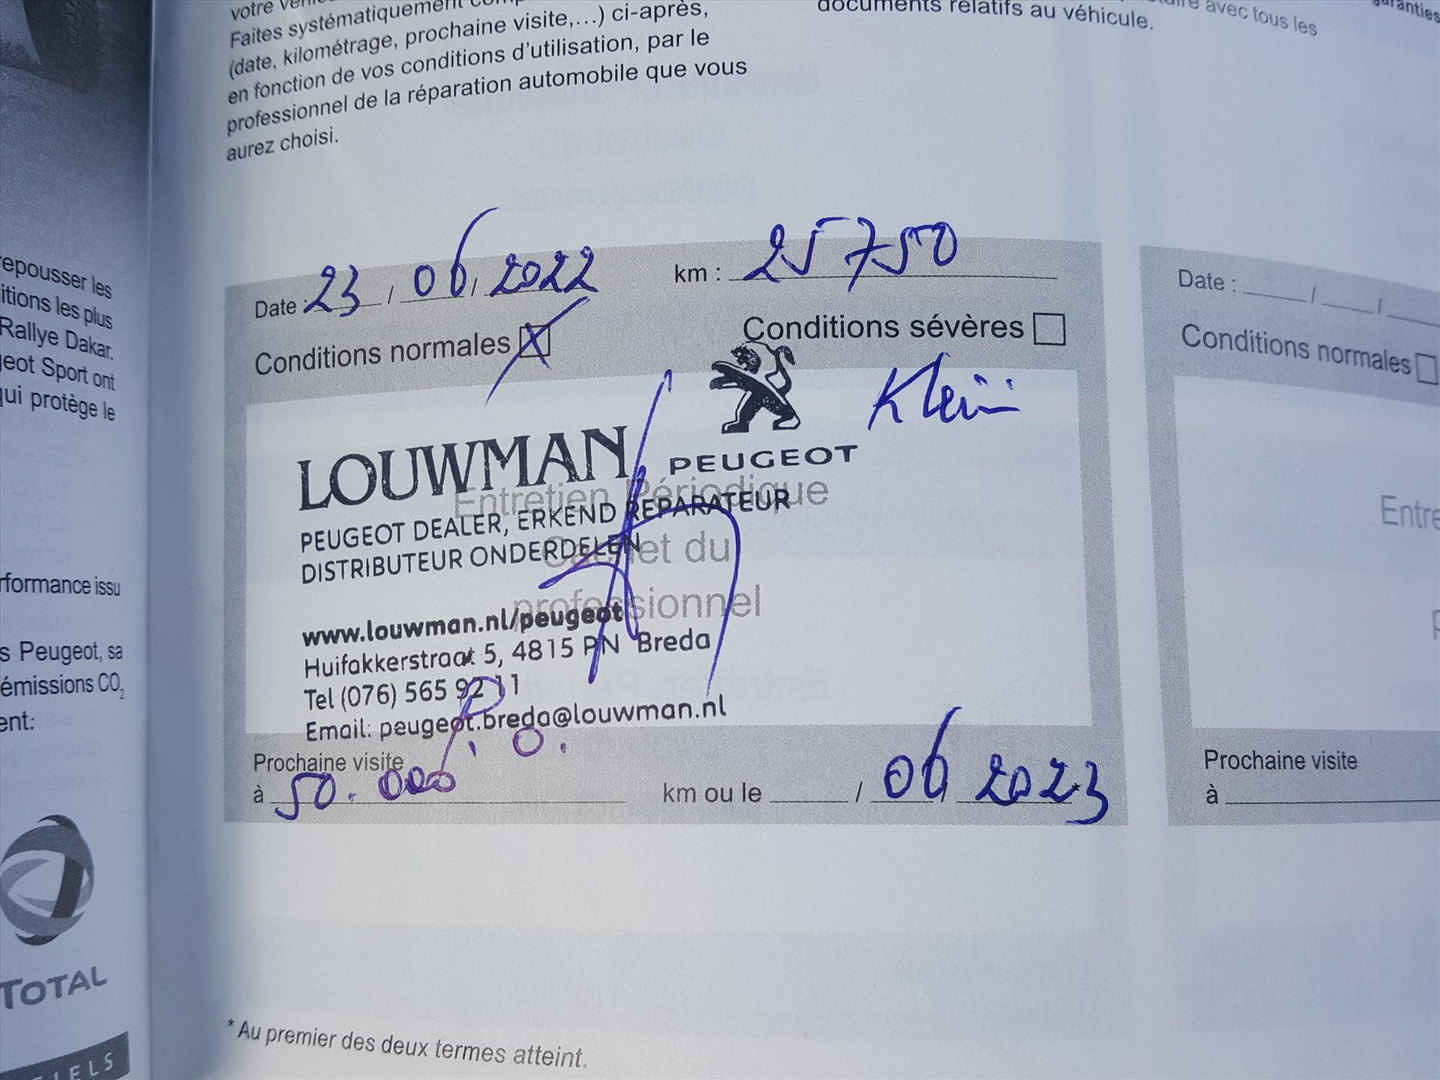 votre
Faites systématiquement
(date, kilométrage, prochaine visite,...) ci-après,
en fonction de vos conditions d'utilisation, par le
professionnel de la réparation automobile que vous
aurez choisi.
avec tous les
documents relatifs au véhicule.
garanties
repousser les
itions les plus
Rallye Dakar.
geot Sport ont
qui protège le
rformance issu
s Peugeot, sa
émissions CO2
ent:
TOTAL
IELS
Date : 23 / 06 / 2022 km : 25750
Conditions normales X Conditions sévères
Klein
LOUWMAN PEUGEOT
Entretien Périodique
Cachet du
professionnel
PEUGEOT DEALER, ERKEND REPARATEUR
DISTRIBUTEUR ONDERDELEN
www.louwman.nl/peugeot
Huifakkerstraat 5, 4815 PN Breda
Tel (076) 565 92 11
Email: peugeot.breda@louwman.nl
P.O.
Prochaine visite
à 50.000 km ou le / 06 / 2023
Date : / /
Conditions normales
Entre
Prochaine visite
à
* Au premier des deux termes atteint.